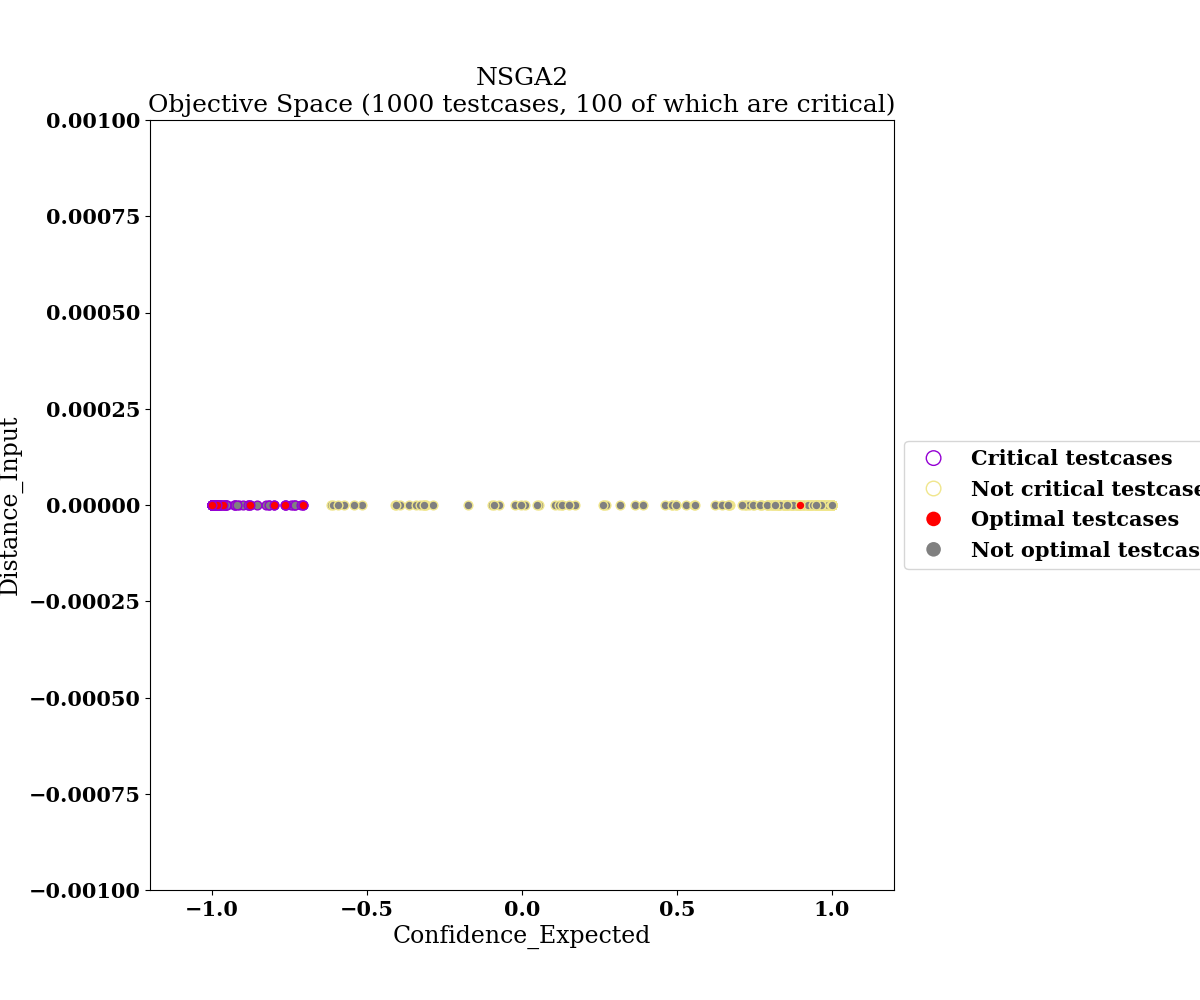 NSGA2
Objective Space (1000 testcases, 100 of which are critical)
0.00100
0.00075
0.00050
0.00025
0.00000
−0.00025
−0.00050
−0.00075
−0.00100
Distance_Input
−1.0
−0.5
0.0
0.5
1.0
Confidence_Expected
Critical testcases
Not critical testcase
Optimal testcases
Not optimal testcas